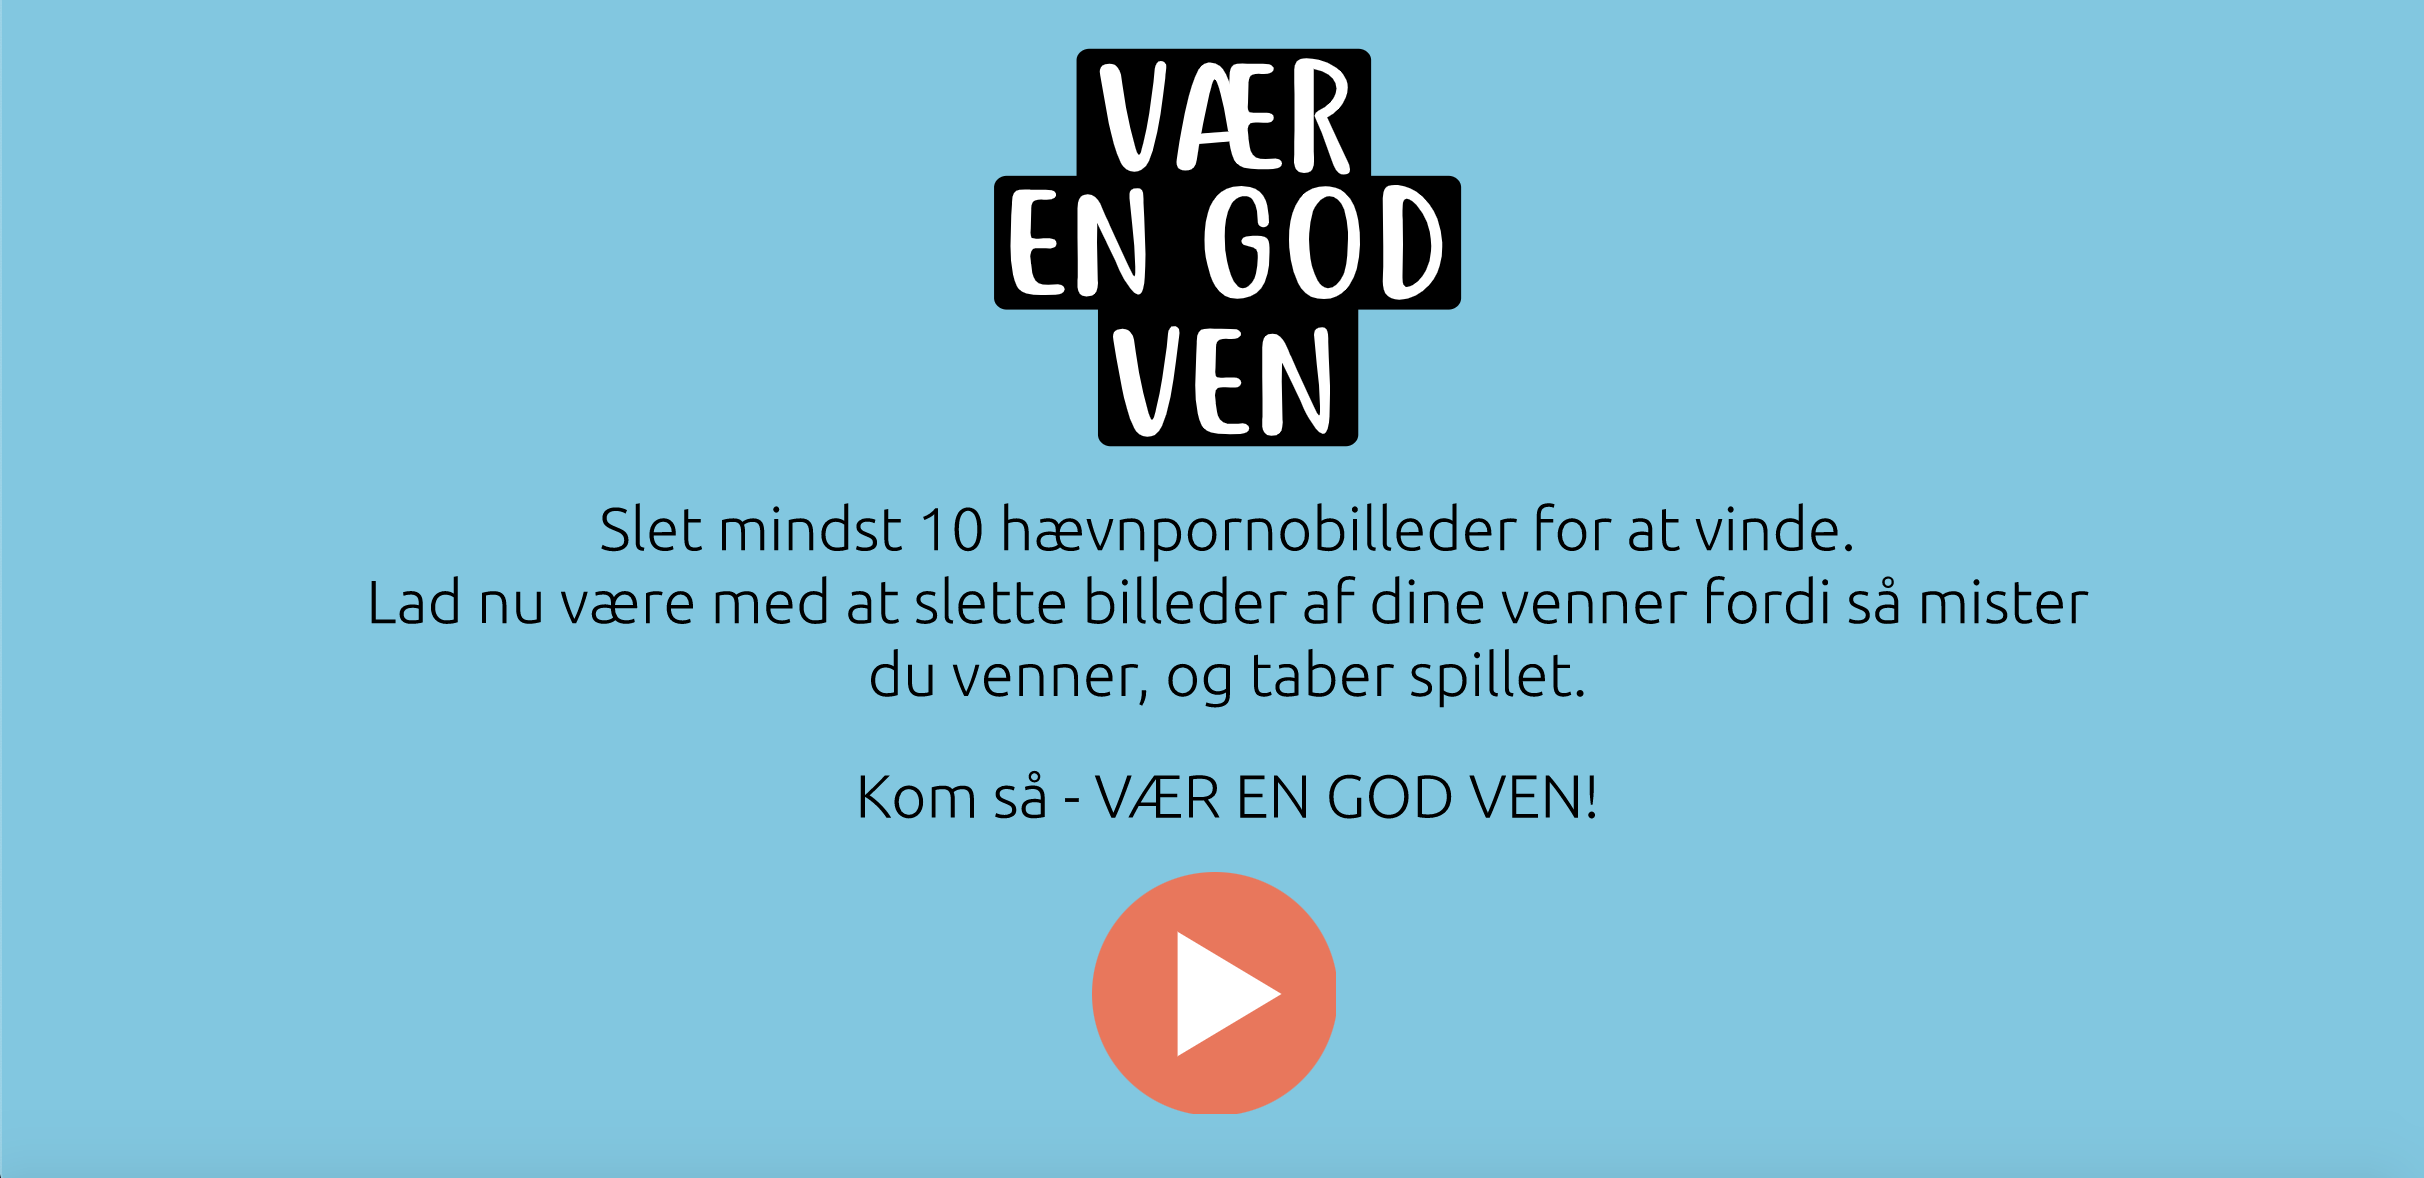 VÆR
EN GOD
VEN
Slet mindst 10 hævnpornobilleder for at vinde.
Lad nu være med at slette billeder af dine venner fordi så mister
du venner, og taber spillet.
Kom så - VÆR EN GOD VEN!